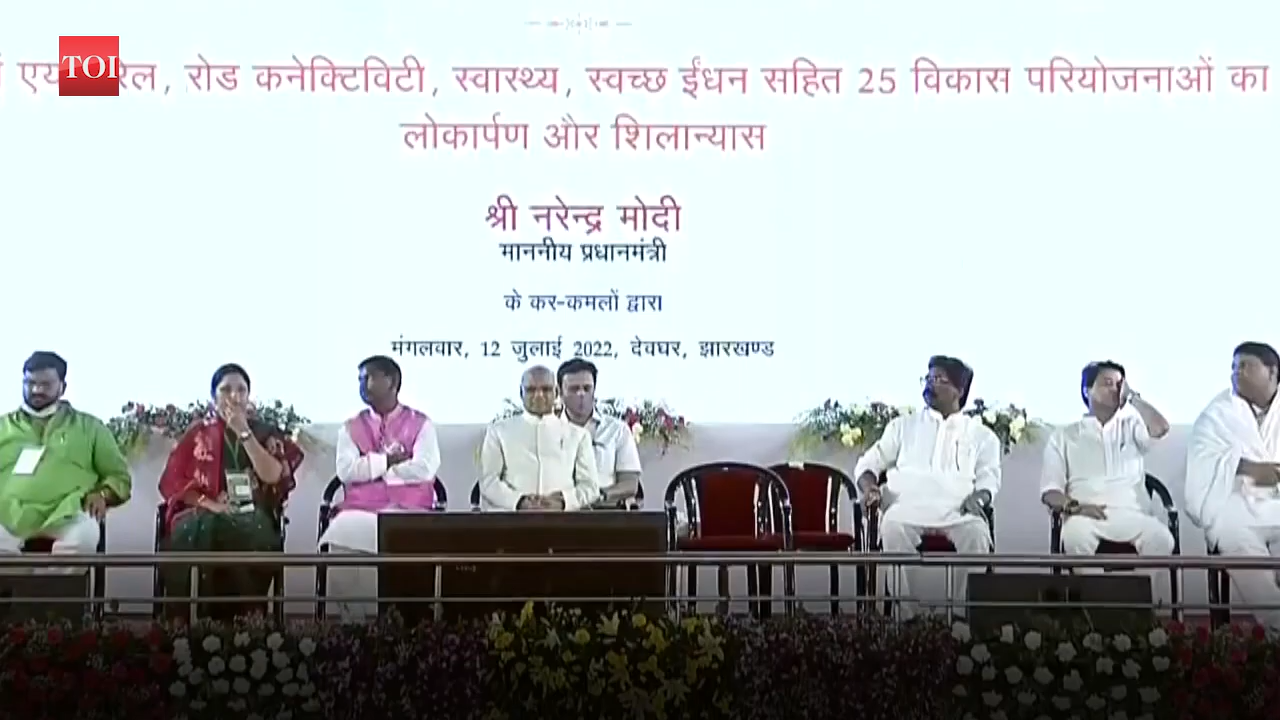 TOI
रोड कनेक्टिविटी, स्वास्थ्य, स्वच्छ ईंधन सहित 25 विकास परियोजनाओं का
लोकार्पण और शिलान्यास
श्री नरेन्द्र मोदी
माननीय प्रधानमंत्री
के कर-कमलों द्वारा
मंगलवार, 12 जुलाई 2022, देवघर, झारखण्ड